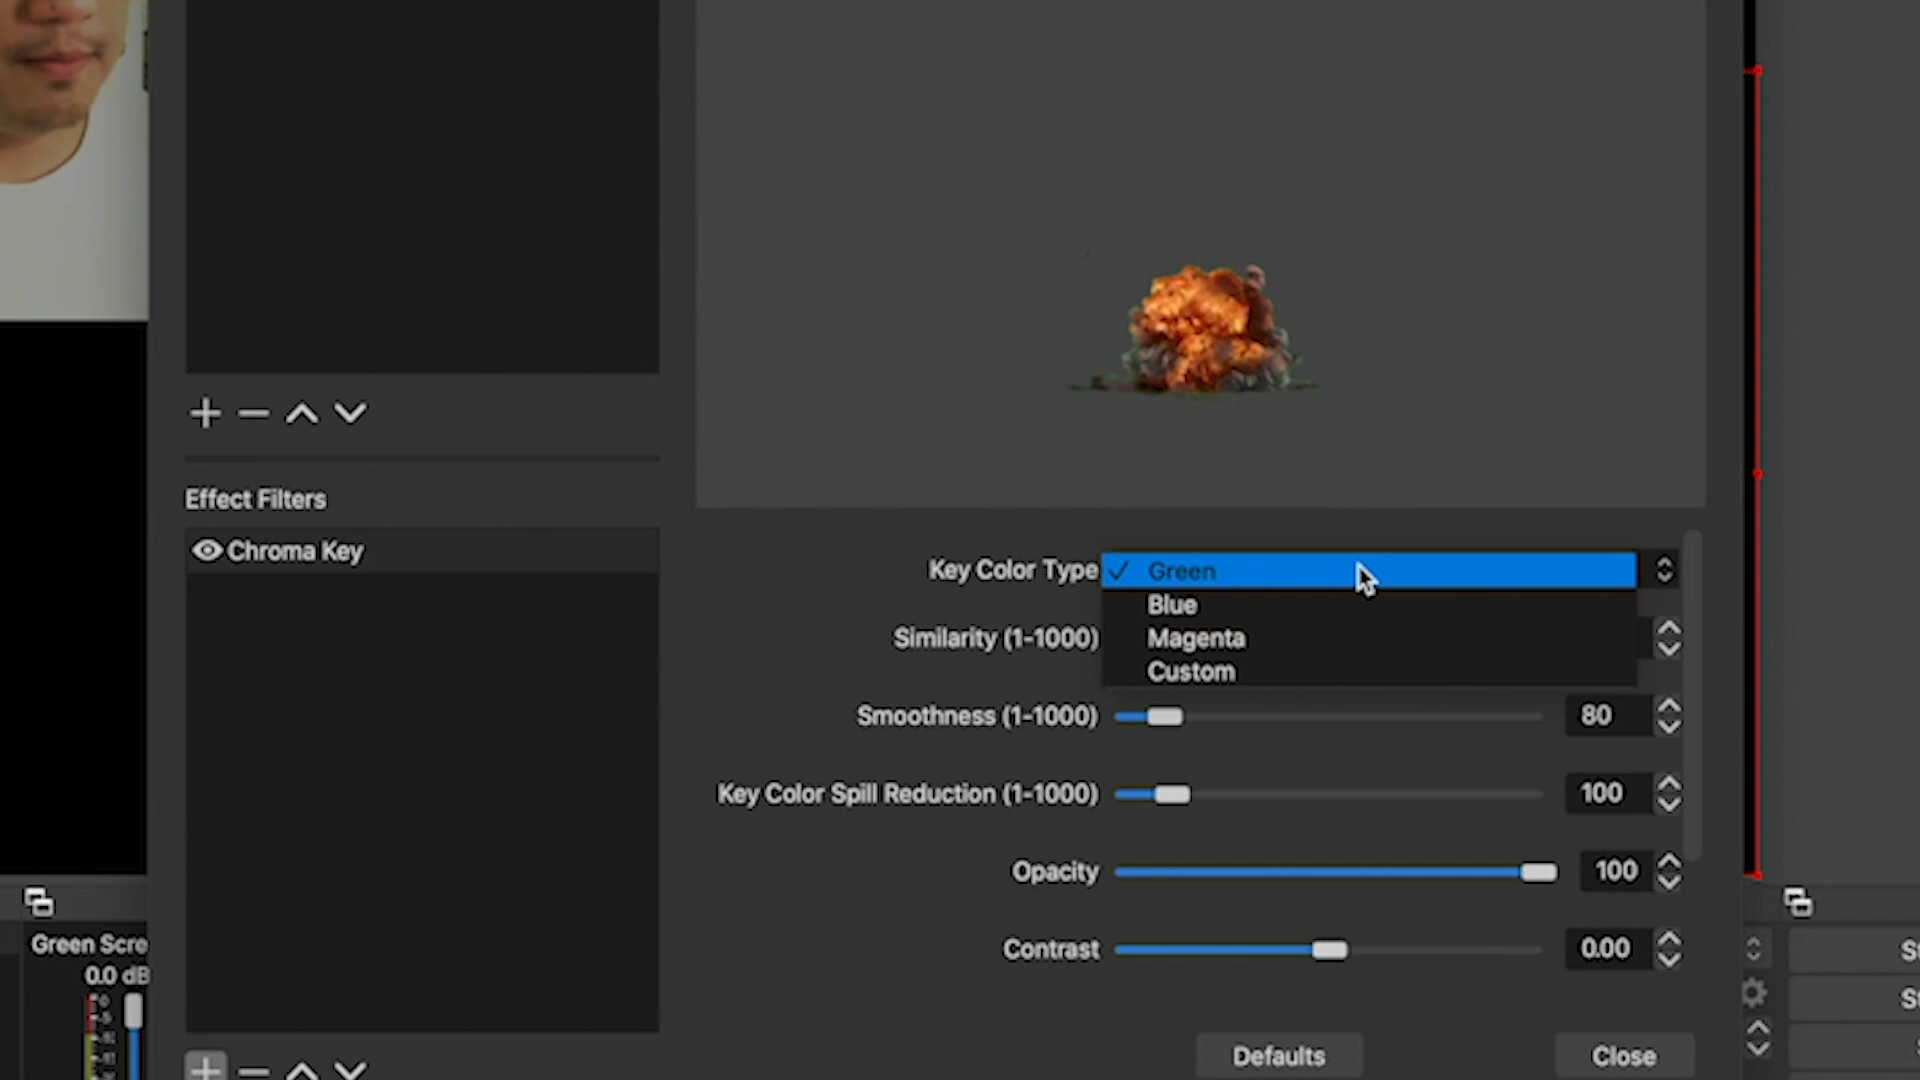 Effect Filters
Chroma Key
Key Color Type
Green
Blue
Magenta
Custom
Similarity (1-1000)
Smoothness (1-1000)
80
Key Color Spill Reduction (1-1000)
100
Opacity
100
Contrast
0.00
Defaults
Close
Green Scre
0.0 dB